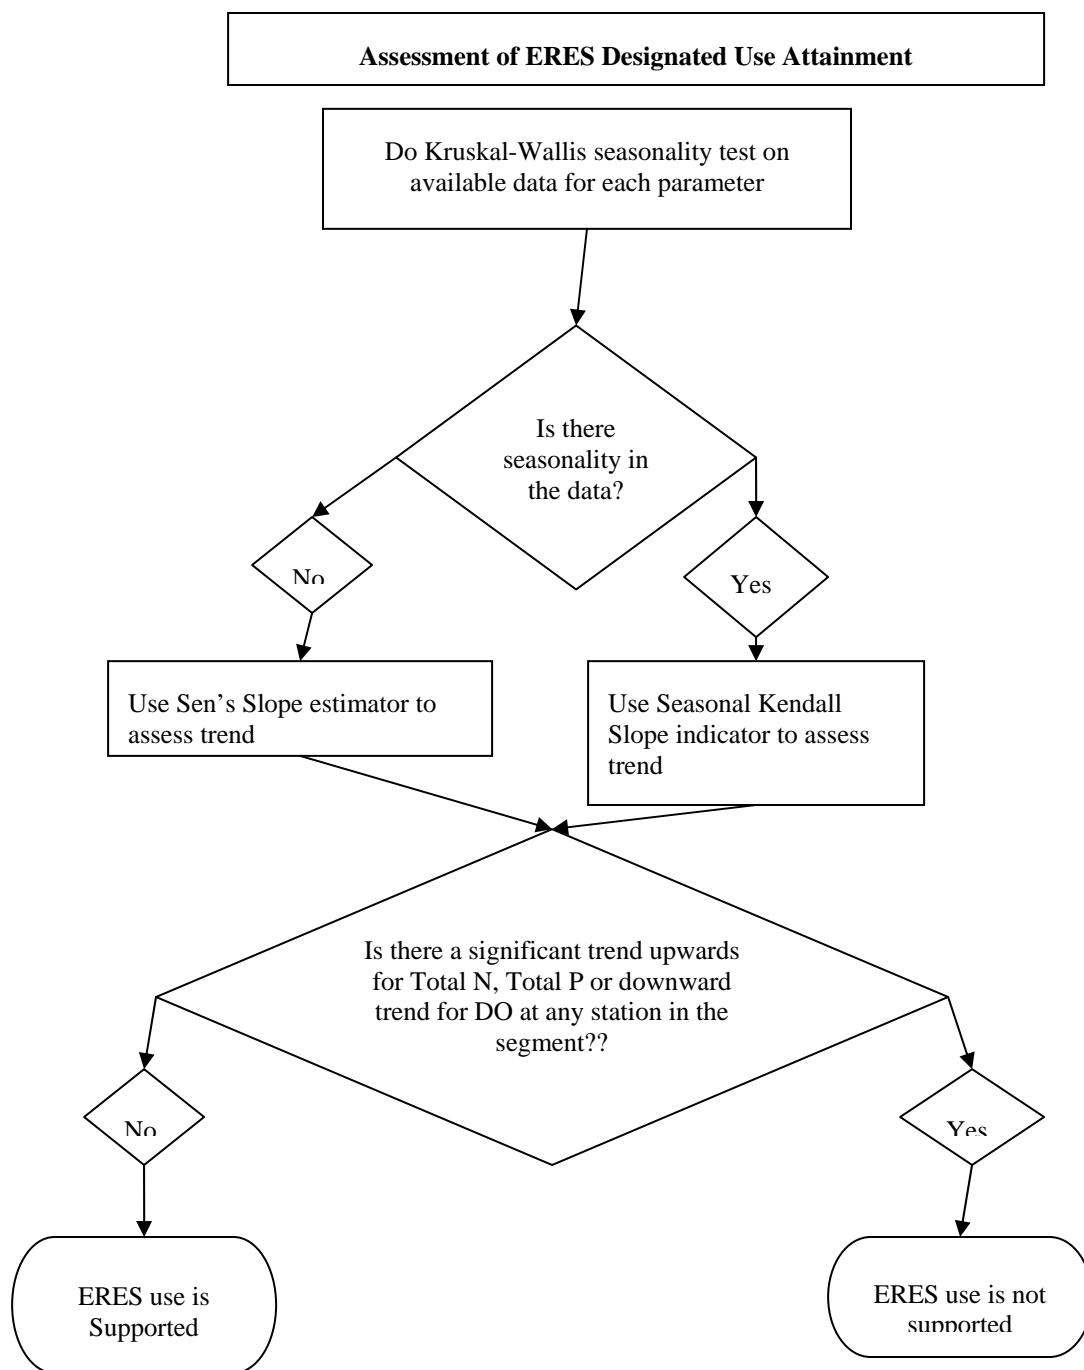 Assessment of ERES Designated Use Attainment
Do Kruskal-Wallis seasonality test on
available data for each parameter
Is there
seasonality in
the data?
No
Yes
Use Sen’s Slope estimator to
assess trend
Use Seasonal Kendall
Slope indicator to assess
trend
Is there a significant trend upwards
for Total N, Total P or downward
trend for DO at any station in the
segment??
No
Yes
ERES use is
Supported
ERES use is not
supported